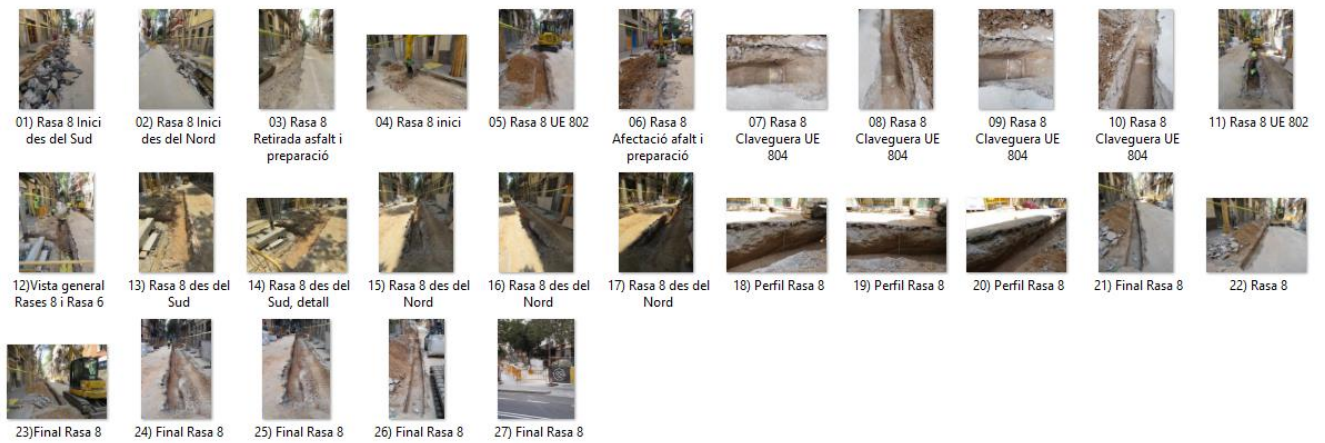 01) Rasa 8 Inici
des del Sud
02) Rasa 8 Inici
des del Nord
03) Rasa 8
Retirada asfalt i
preparació
04) Rasa 8 inici
05) Rasa 8 UE 802
06) Rasa 8
Afectació afalt i
preparació
07) Rasa 8
Claveguera UE
804
08) Rasa 8
Claveguera UE
804
09) Rasa 8
Claveguera UE
804
10) Rasa 8
Claveguera UE
804
11) Rasa 8 UE 802
12)Vista general
Rases 8 i Rasa 6
13) Rasa 8 des del
Sud
14) Rasa 8 des del
Sud, detall
15) Rasa 8 des del
Nord
16) Rasa 8 des del
Nord
17) Rasa 8 des del
Nord
18) Perfil Rasa 8
19) Perfil Rasa 8
20) Perfil Rasa 8
21) Final Rasa 8
22) Rasa 8
23)Final Rasa 8
24) Final Rasa 8
25) Final Rasa 8
26) Final Rasa 8
27) Final Rasa 8